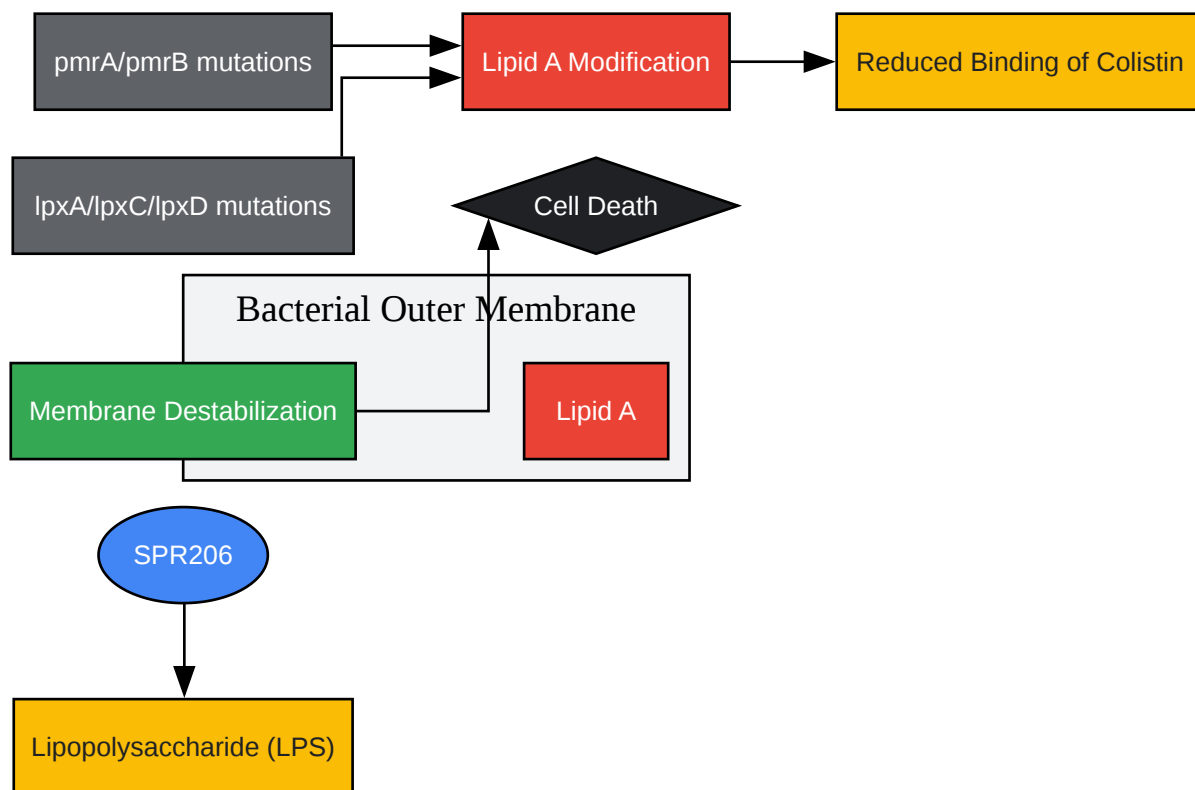 pmrA/pmrB mutations
Lipid A Modification
Reduced Binding of Colistin
lpxA/lpxC/lpxD mutations
Cell Death
Bacterial Outer Membrane
Membrane Destabilization
Lipid A
SPR206
Lipopolysaccharide (LPS)